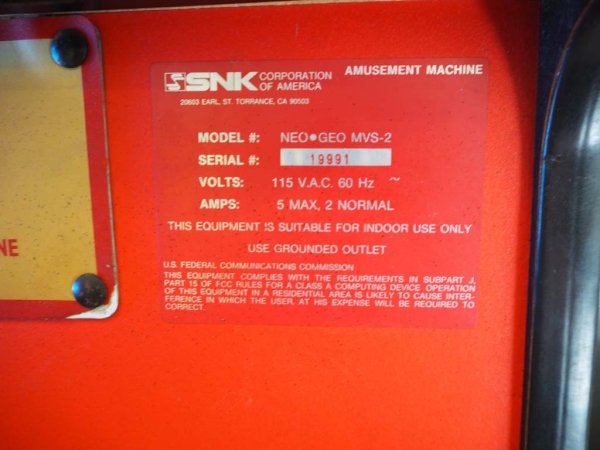 SNK CORPORATION OF AMERICA AMUSEMENT MACHINE
20603 EARL, ST. TORRANCE, CA 90503
MODEL #: NEO•GEO MVS-2
SERIAL #: 19991
VOLTS: 115 V.A.C. 60 Hz ~
AMPS: 5 MAX, 2 NORMAL
THIS EQUIPMENT IS SUITABLE FOR INDOOR USE ONLY
USE GROUNDED OUTLET
U.S. FEDERAL COMMUNICATIONS COMMISSION
THIS EQUIPMENT COMPLIES WITH THE REQUIREMENTS IN SUBPART J,
PART 15 OF FCC RULES FOR A CLASS A COMPUTING DEVICE OPERATION
OF THIS EQUIPMENT IN A RESIDENTIAL AREA IS LIKELY TO CAUSE INTER-
FERENCE IN WHICH THE USER, AT HIS EXPENSE WILL BE REQUIRED TO
CORRECT.